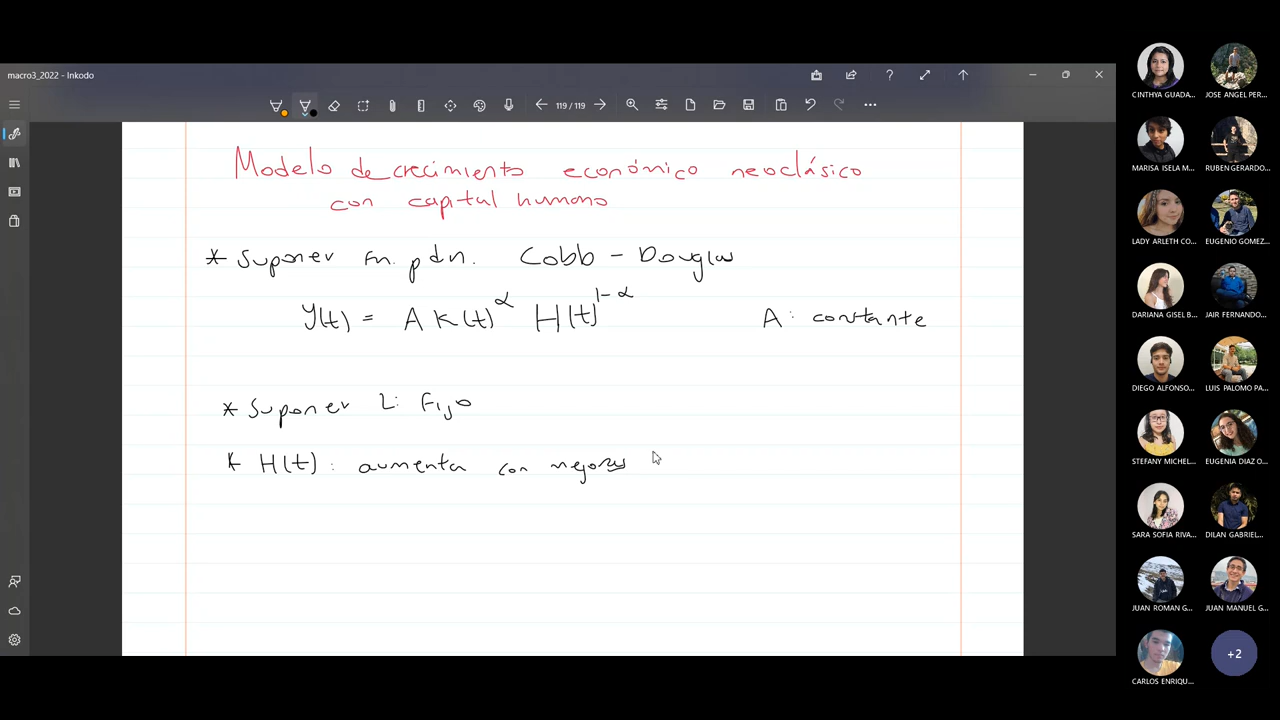 macro3_2022 - Inkodo
119 / 119
Modelo de crecimiento económico neoclásico
con capital humano
* Suponer fn. pdn. Cobb - Douglas
Y(t) = A K(t)^α H(t)^1-α A: constante
* Suponer L: Fijo
* H(t): aumenta con mejoras
CINTHYA GUADA...
JOSE ANGEL PER...
MARISA ISELA M...
RUBEN GERARDO...
LADY ARLETH CO...
EUGENIO GOMEZ...
DARIANA GISEL B...
JAIR FERNANDO...
DIEGO ALFONSO...
LUIS PALOMO PA...
STEFANY MICHEL...
EUGENIA DIAZ O...
SARA SOFIA RIVA...
DILAN GABRIEL...
JUAN ROMAN G...
JUAN MANUEL G...
CARLOS ENRIQU...
+2